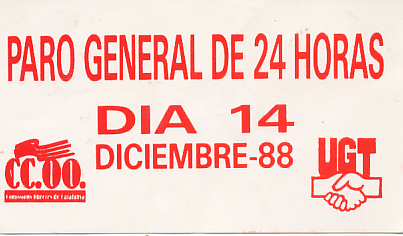 PARO GENERAL DE 24 HORAS
DIA 14
DICIEMBRE-88
CC.OO.
UGT